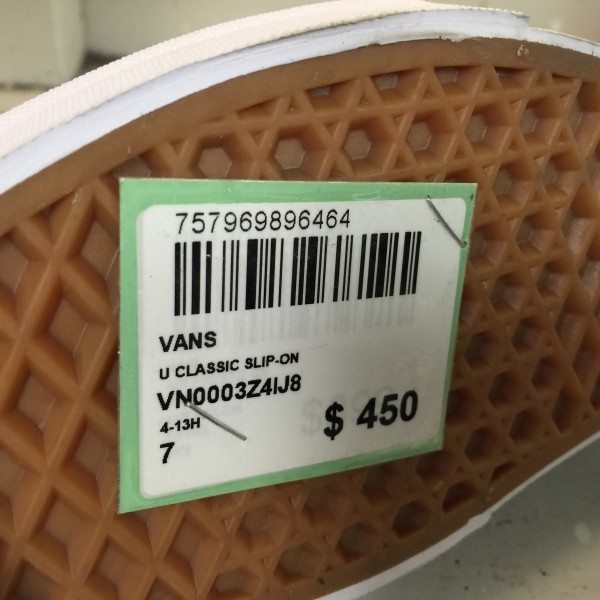 757969896464
VANS
U CLASSIC SLIP-ON
VN0003Z4IJ8
4-13H
$ 450
7